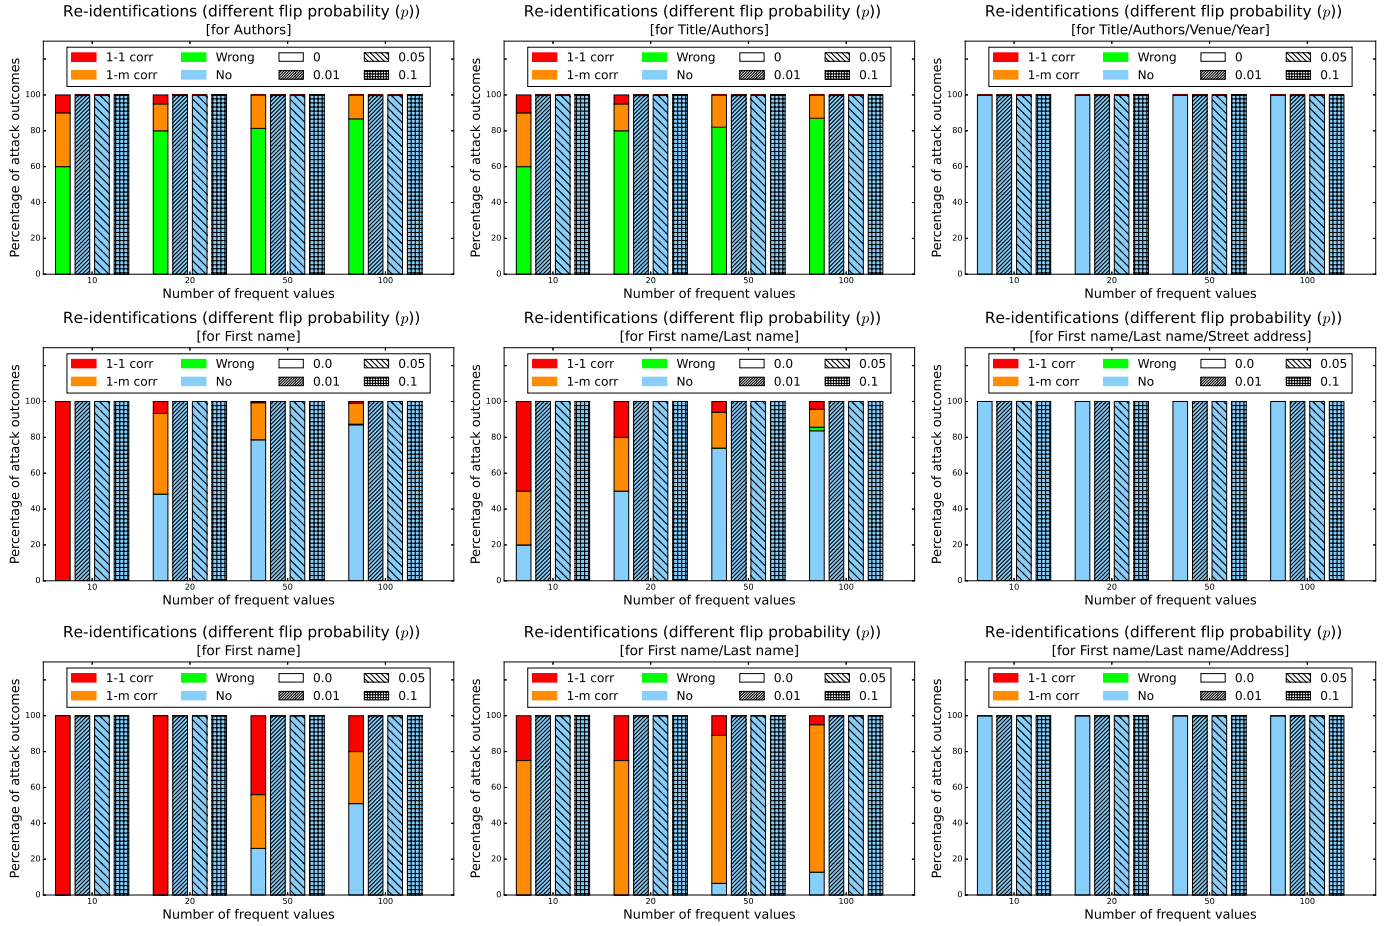 Re-identifications (different flip probability (p))
[for Authors]
1-1 corr Wrong 0 0.05
1-m corr No 0.01 0.1
Percentage of attack outcomes
100
80
60
40
20
0
10 20 50 100
Number of frequent values
Re-identifications (different flip probability (p))
[for Title/Authors]
1-1 corr Wrong 0 0.05
1-m corr No 0.01 0.1
Percentage of attack outcomes
100
80
60
40
20
0
10 20 50 100
Number of frequent values
Re-identifications (different flip probability (p))
[for Title/Authors/Venue/Year]
1-1 corr Wrong 0 0.05
1-m corr No 0.01 0.1
Percentage of attack outcomes
100
80
60
40
20
0
10 20 50 100
Number of frequent values
Re-identifications (different flip probability (p))
[for First name]
1-1 corr Wrong 0.0 0.05
1-m corr No 0.01 0.1
Percentage of attack outcomes
100
80
60
40
20
0
10 20 50 100
Number of frequent values
Re-identifications (different flip probability (p))
[for First name/Last name]
1-1 corr Wrong 0.0 0.05
1-m corr No 0.01 0.1
Percentage of attack outcomes
100
80
60
40
20
0
10 20 50 100
Number of frequent values
Re-identifications (different flip probability (p))
[for First name/Last name/Street address]
1-1 corr Wrong 0.0 0.05
1-m corr No 0.01 0.1
Percentage of attack outcomes
100
80
60
40
20
0
10 20 50 100
Number of frequent values
Re-identifications (different flip probability (p))
[for First name]
1-1 corr Wrong 0.0 0.05
1-m corr No 0.01 0.1
Percentage of attack outcomes
100
80
60
40
20
0
10 20 50 100
Number of frequent values
Re-identifications (different flip probability (p))
[for First name/Last name]
1-1 corr Wrong 0.0 0.05
1-m corr No 0.01 0.1
Percentage of attack outcomes
100
80
60
40
20
0
10 20 50 100
Number of frequent values
Re-identifications (different flip probability (p))
[for First name/Last name/Address]
1-1 corr Wrong 0.0 0.05
1-m corr No 0.01 0.1
Percentage of attack outcomes
100
80
60
40
20
0
10 20 50 100
Number of frequent values